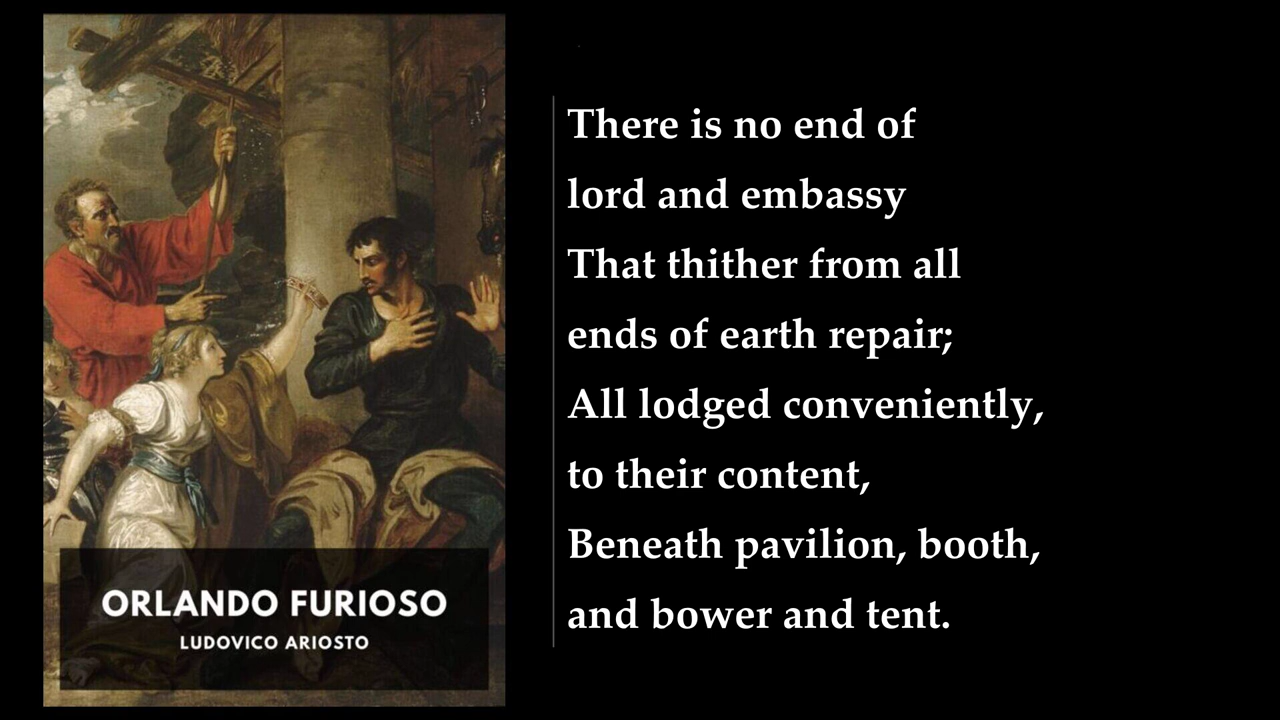 ORLANDO FURIOSO
LUDOVICO ARIOSTO
There is no end of
lord and embassy
That thither from all
ends of earth repair;
All lodged conveniently,
to their content,
Beneath pavilion, booth,
and bower and tent.